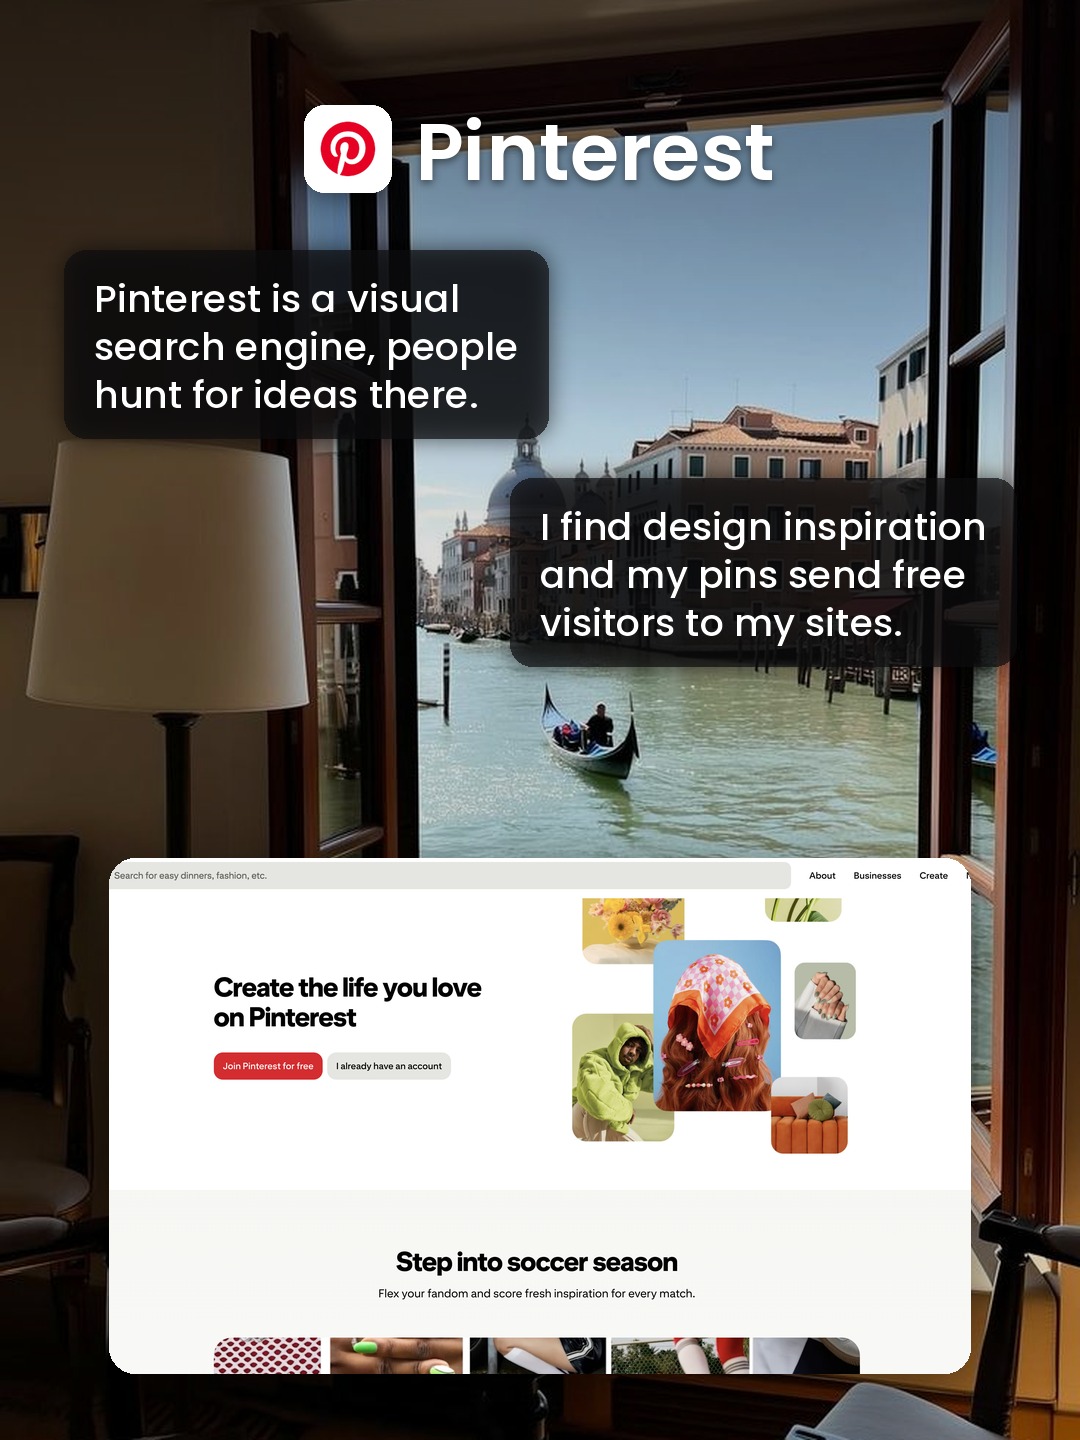 Pinterest
Pinterest is a visual
search engine, people
hunt for ideas there.
I find design inspiration
and my pins send free
visitors to my sites.
Search for easy dinners, fashion, etc.
About Businesses Create
Create the life you love
on Pinterest
Join Pinterest for free I already have an account
Step into soccer season
Flex your fandom and score fresh inspiration for every match.